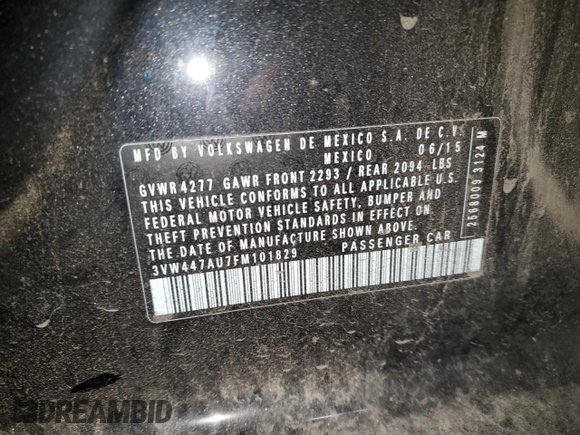 MFD BY VOLKSWAGEN DE MEXICO S.A. DE C.V.
MEXICO 06/15
GVWR 4277 GAWR FRONT 2293 / REAR 2094 LBS
THIS VEHICLE CONFORMS TO ALL APPLICABLE U.S.
FEDERAL MOTOR VEHICLE SAFETY, BUMPER AND
THEFT PREVENTION STANDARDS IN EFFECT ON
THE DATE OF MANUFACTURE SHOWN ABOVE.
3VW447AU7FM101829 PASSENGER CAR
2568009 3124 M
DREAMBID